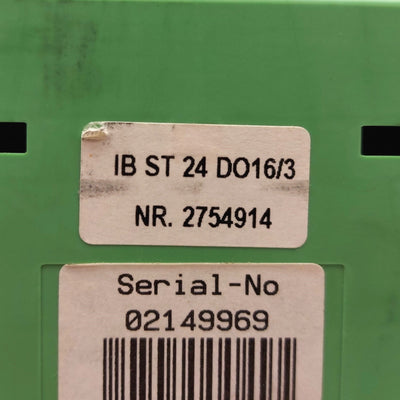 IB ST 24 DO16/3
NR. 2754914
Serial-No
02149969